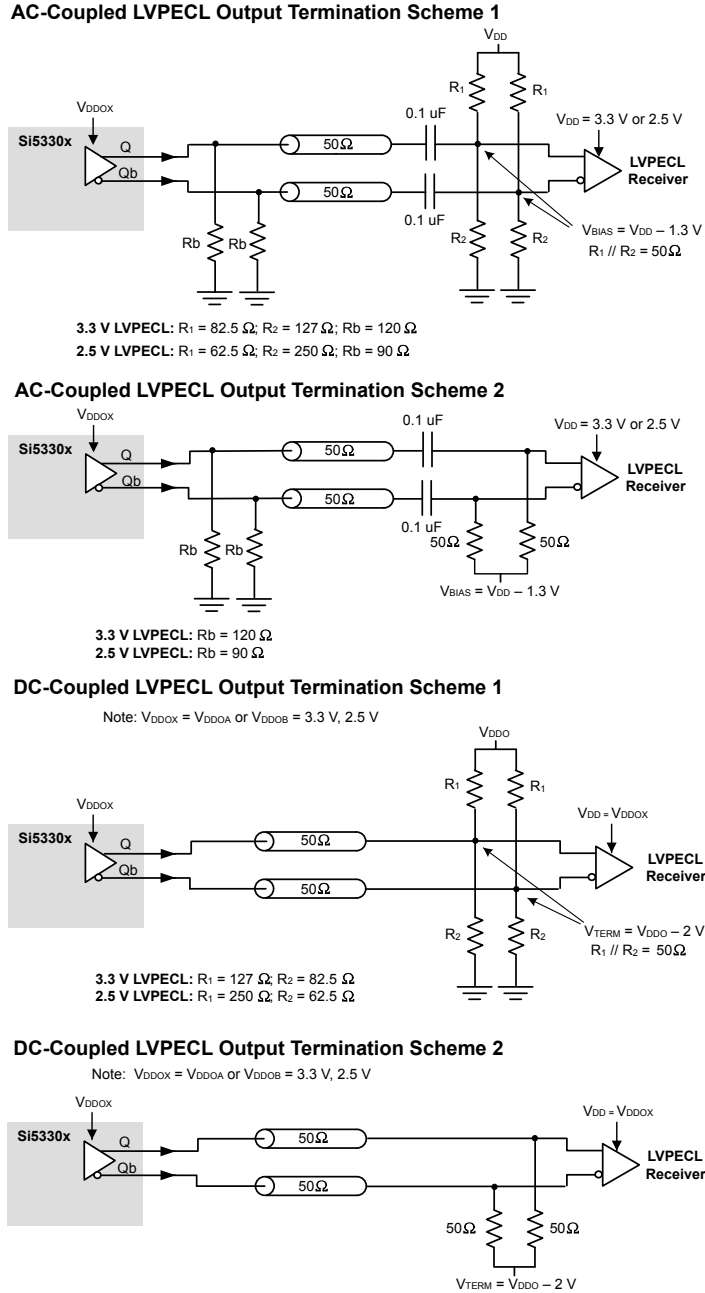 AC-Coupled LVPECL Output Termination Scheme 1
VDD
R1
R1
VDDOX
0.1 uF
VDD = 3.3 V or 2.5 V
Si5330x
Q
50Ω
Qb
50Ω
LVPECL
Receiver
0.1 uF
Rb
Rb
R2
R2
VBIAS = VDD – 1.3 V
R1 // R2 = 50Ω
3.3 V LVPECL: R1 = 82.5 Ω; R2 = 127 Ω; Rb = 120 Ω
2.5 V LVPECL: R1 = 62.5 Ω; R2 = 250 Ω; Rb = 90 Ω
AC-Coupled LVPECL Output Termination Scheme 2
VDDOX
0.1 uF
VDD = 3.3 V or 2.5 V
Si5330x
Q
50Ω
Qb
50Ω
LVPECL
Receiver
0.1 uF
Rb
Rb
50Ω
50Ω
VBIAS = VDD – 1.3 V
3.3 V LVPECL: Rb = 120 Ω
2.5 V LVPECL: Rb = 90 Ω
DC-Coupled LVPECL Output Termination Scheme 1
Note: VDDOX = VDDOA or VDDOB = 3.3 V, 2.5 V
VDDO
R1
R1
VDDOX
VDD = VDDOX
Si5330x
Q
50Ω
Qb
50Ω
LVPECL
Receiver
R2
R2
VTERM = VDDO – 2 V
R1 // R2 = 50Ω
3.3 V LVPECL: R1 = 127 Ω; R2 = 82.5 Ω
2.5 V LVPECL: R1 = 250 Ω; R2 = 62.5 Ω
DC-Coupled LVPECL Output Termination Scheme 2
Note: VDDOX = VDDOA or VDDOB = 3.3 V, 2.5 V
VDDOX
VDD = VDDOX
Si5330x
Q
50Ω
Qb
50Ω
LVPECL
Receiver
50Ω
50Ω
VTERM = VDDO – 2 V